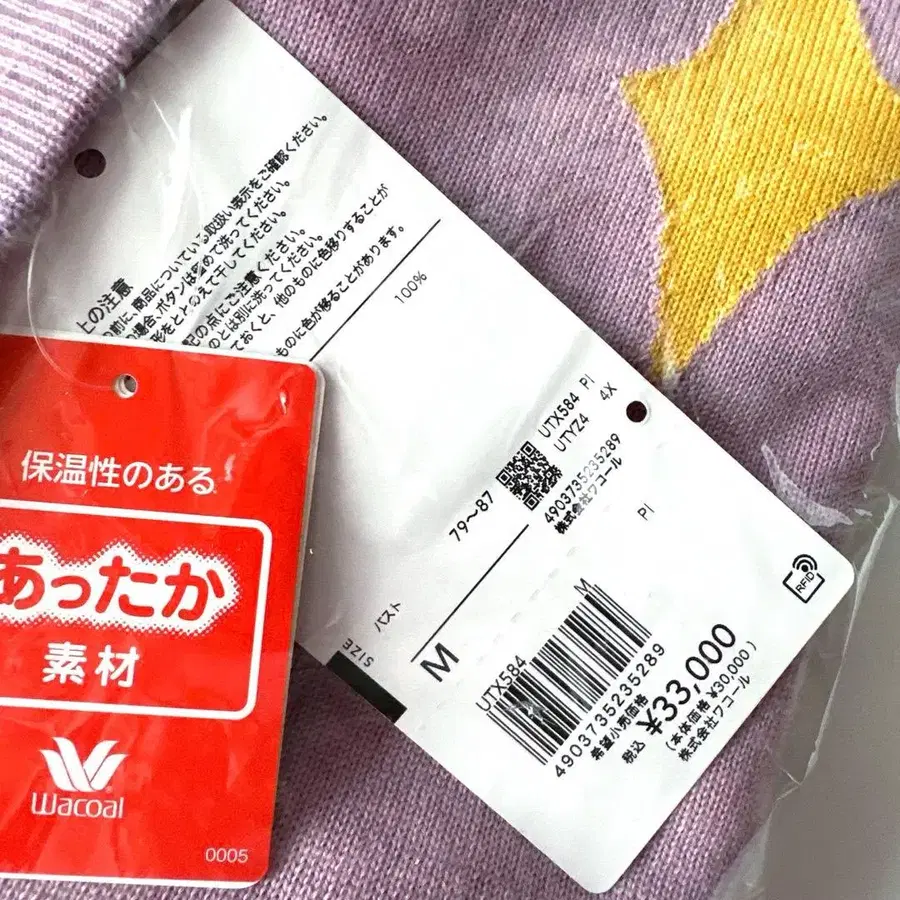 上の注意
の前に、商品についている取扱い表示をご確認ください。
の場合、ボタンは留めて洗ってください。
形をととのえて干してください。
記の点にご注意ください。
のとは別に洗ってください。
ておくと、他のものに色移りすることが
ものに色が移ることがあります。
100%
UTX584 PI
UTYZ4 4X
4903735235289
株式会社ワコール
79〜87
バスト
SIZE
M
PI
UTX584 M
4903735235289
希望小売価格
税込 ¥33,000
(本体価格 ¥30,000)
株式会社ワコール
RFID
保温性のある
あったか
素材
Wacoal
0005